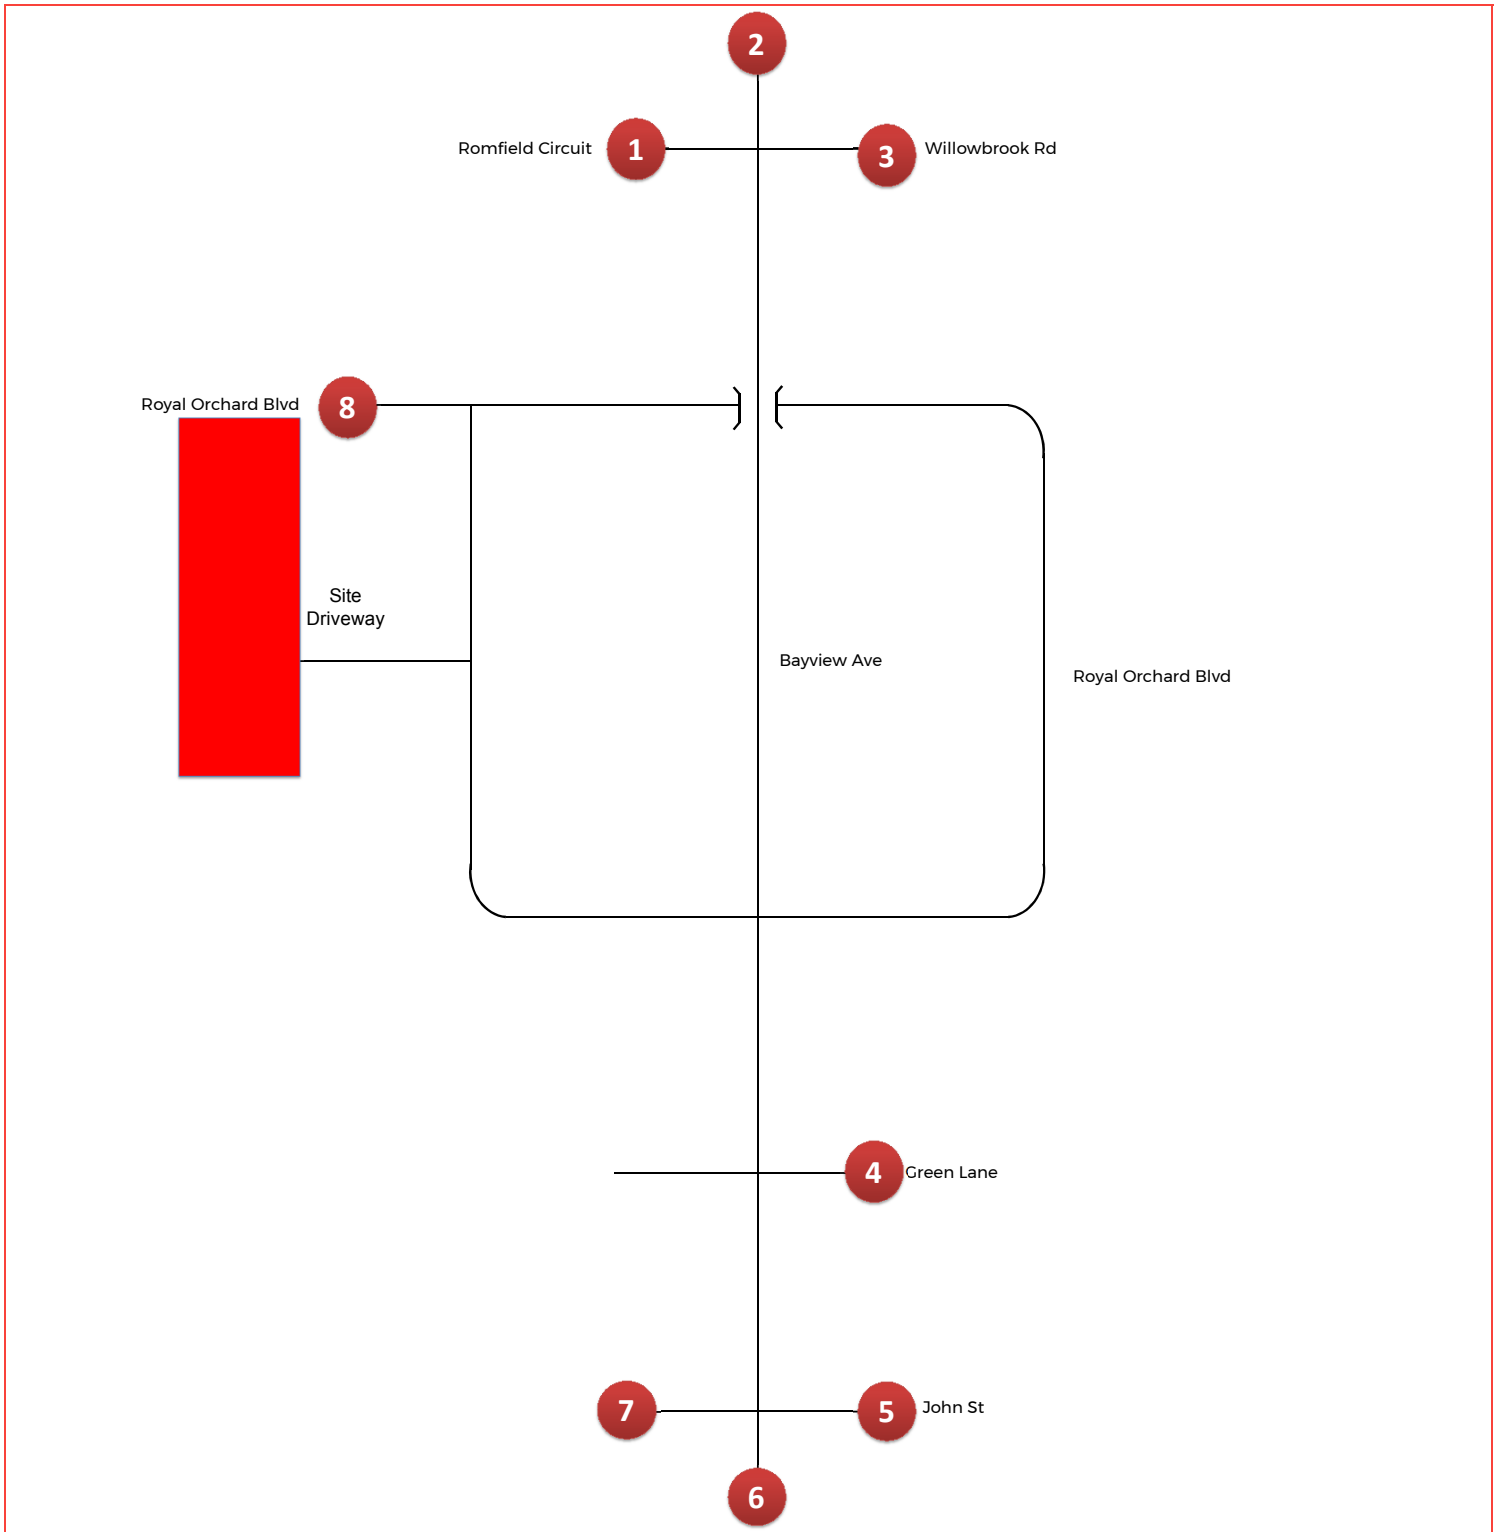 2
Romfield Circuit
1
3
Willowbrook Rd
Royal Orchard Blvd
8
Site
Driveway
Bayview Ave
Royal Orchard Blvd
4
Green Lane
7
5
John St
6